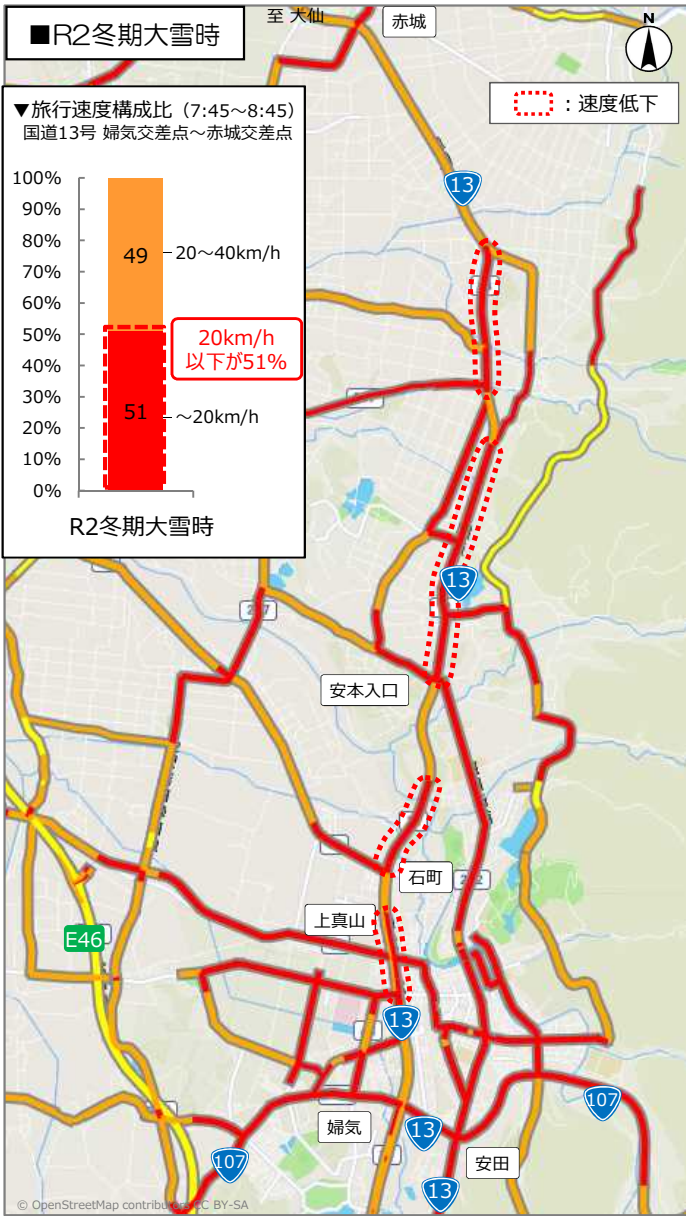 ■R2冬期大雪時
至 大仙
赤城
N
：速度低下
▼旅行速度構成比（7:45～8:45）
国道13号 婦気交差点～赤城交差点
100%
90%
80%
70%
60%
50%
40%
30%
20%
10%
0%
49
20～40km/h
20km/h
以下が51%
51
～20km/h
R2冬期大雪時
13
13
安本入口
石町
上真山
E46
13
婦気
13
107
安田
107
13
© OpenStreetMap contributors CC BY-SA